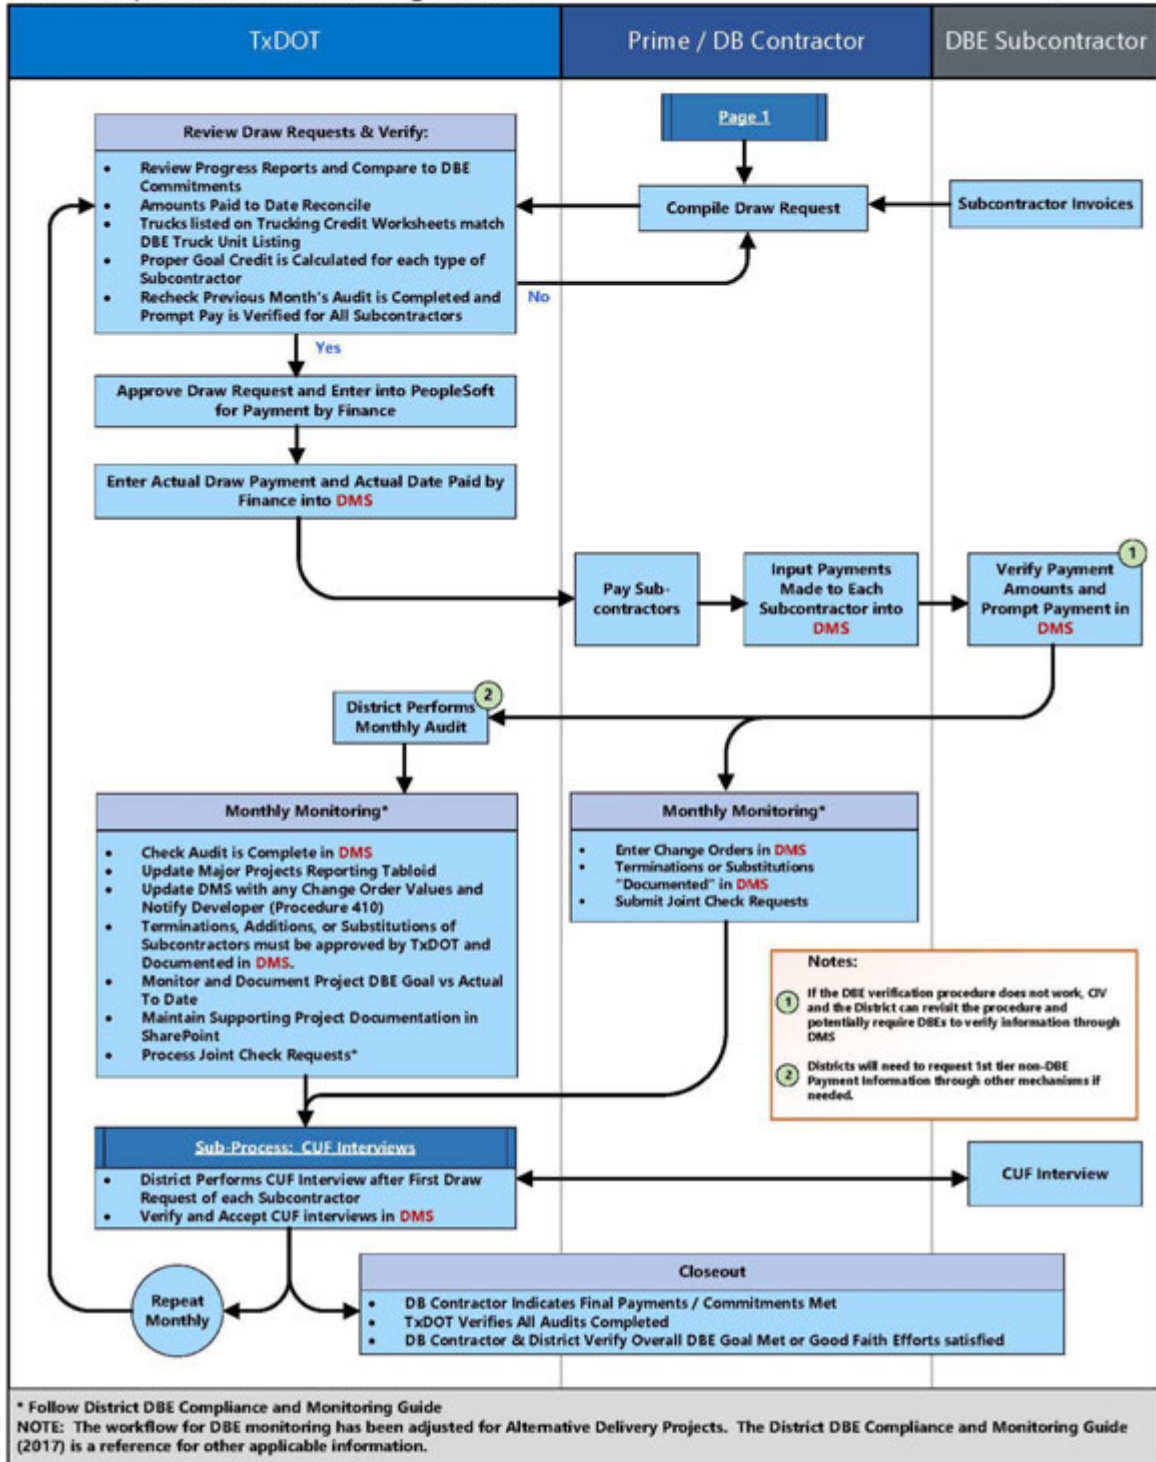 TxDOT
Prime / DB Contractor
DBE Subcontractor
Page 1
Review Draw Requests & Verify:
• Review Progress Reports and Compare to DBE
Commitments
• Amounts Paid to Date Reconcile
• Trucks listed on Trucking Credit Worksheets match
DBE Truck Unit Listing
• Proper Goal Credit is Calculated for each type of
Subcontractor
• Recheck Previous Month's Audit is Completed and
Prompt Pay is Verified for All Subcontractors
Compile Draw Request
Subcontractor Invoices
No
Yes
Approve Draw Request and Enter into PeopleSoft
for Payment by Finance
Enter Actual Draw Payment and Actual Date Paid by
Finance into DMS
Pay Sub-
contractors
Input Payments
Made to Each
Subcontractor into
DMS
1
Verify Payment
Amounts and
Prompt Payment in
DMS
2
District Performs
Monthly Audit
Monthly Monitoring*
• Check Audit is Complete in DMS
• Update Major Projects Reporting Tabloid
• Update DMS with any Change Order Values and
Notify Developer (Procedure 410)
• Terminations, Additions, or Substitutions of
Subcontractors must be approved by TxDOT and
Documented in DMS.
• Monitor and Document Project DBE Goal vs Actual
To Date
• Maintain Supporting Project Documentation in
SharePoint
• Process Joint Check Requests*
Monthly Monitoring*
• Enter Change Orders in DMS
• Terminations or Substitutions
"Documented" in DMS
• Submit Joint Check Requests
Notes:
1 If the DBE verification procedure does not work, CIV
and the District can revisit the procedure and
potentially require DBEs to verify information through
DMS
2 Districts will need to request 1st tier non-DBE
Payment Information through other mechanisms if
needed.
Sub-Process: CUF Interviews
• District Performs CUF Interview after First Draw
Request of each Subcontractor
• Verify and Accept CUF interviews in DMS
CUF Interview
Repeat
Monthly
Closeout
• DB Contractor Indicates Final Payments / Commitments Met
• TxDOT Verifies All Audits Completed
• DB Contractor & District Verify Overall DBE Goal Met or Good Faith Efforts satisfied
* Follow District DBE Compliance and Monitoring Guide
NOTE: The workflow for DBE monitoring has been adjusted for Alternative Delivery Projects. The District DBE Compliance and Monitoring Guide
(2017) is a reference for other applicable information.